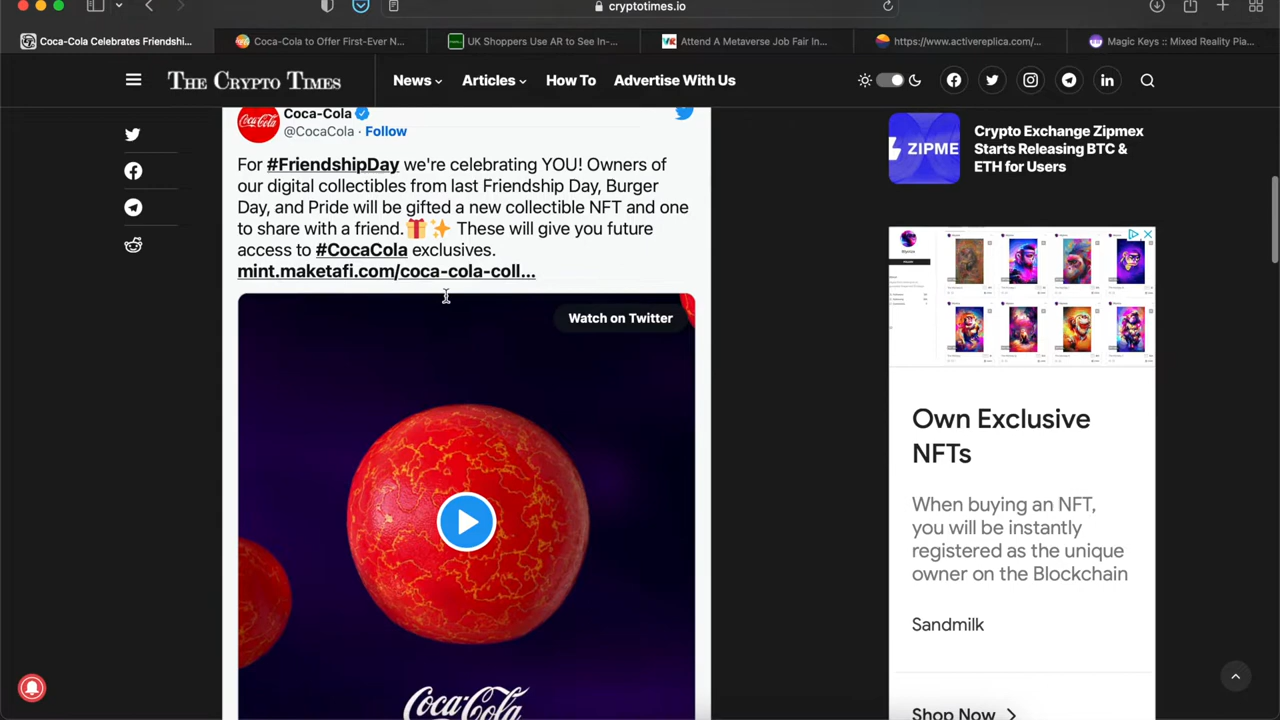 cryptotimes.io
Coca-Cola Celebrates Friendshi...
Coca-Cola to Offer First-Ever N...
UK Shoppers Use AR to See In-...
Attend A Metaverse Job Fair In...
https://www.activereplica.com/...
Magic Keys :: Mixed Reality Pia...
THE CRYPTO TIMES
News
Articles
How To
Advertise With Us
Coca-Cola
@CocaCola · Follow
For #FriendshipDay we're celebrating YOU! Owners of
our digital collectibles from last Friendship Day, Burger
Day, and Pride will be gifted a new collectible NFT and one
to share with a friend.🎁✨ These will give you future
access to #CocaCola exclusives.
mint.maketafi.com/coca-cola-coll...
Watch on Twitter
Coca-Cola
ZIPME
Crypto Exchange Zipmex
Starts Releasing BTC &
ETH for Users
Own Exclusive
NFTs
When buying an NFT,
you will be instantly
registered as the unique
owner on the Blockchain
Sandmilk
Shop Now